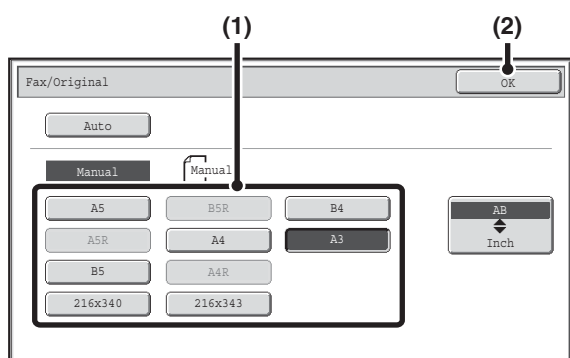 (1) (2)
Fax/Original OK
Auto
Manual Manual
A5 B5R B4
A5R A4 A3
B5 A4R
216x340 216x343
AB
Inch